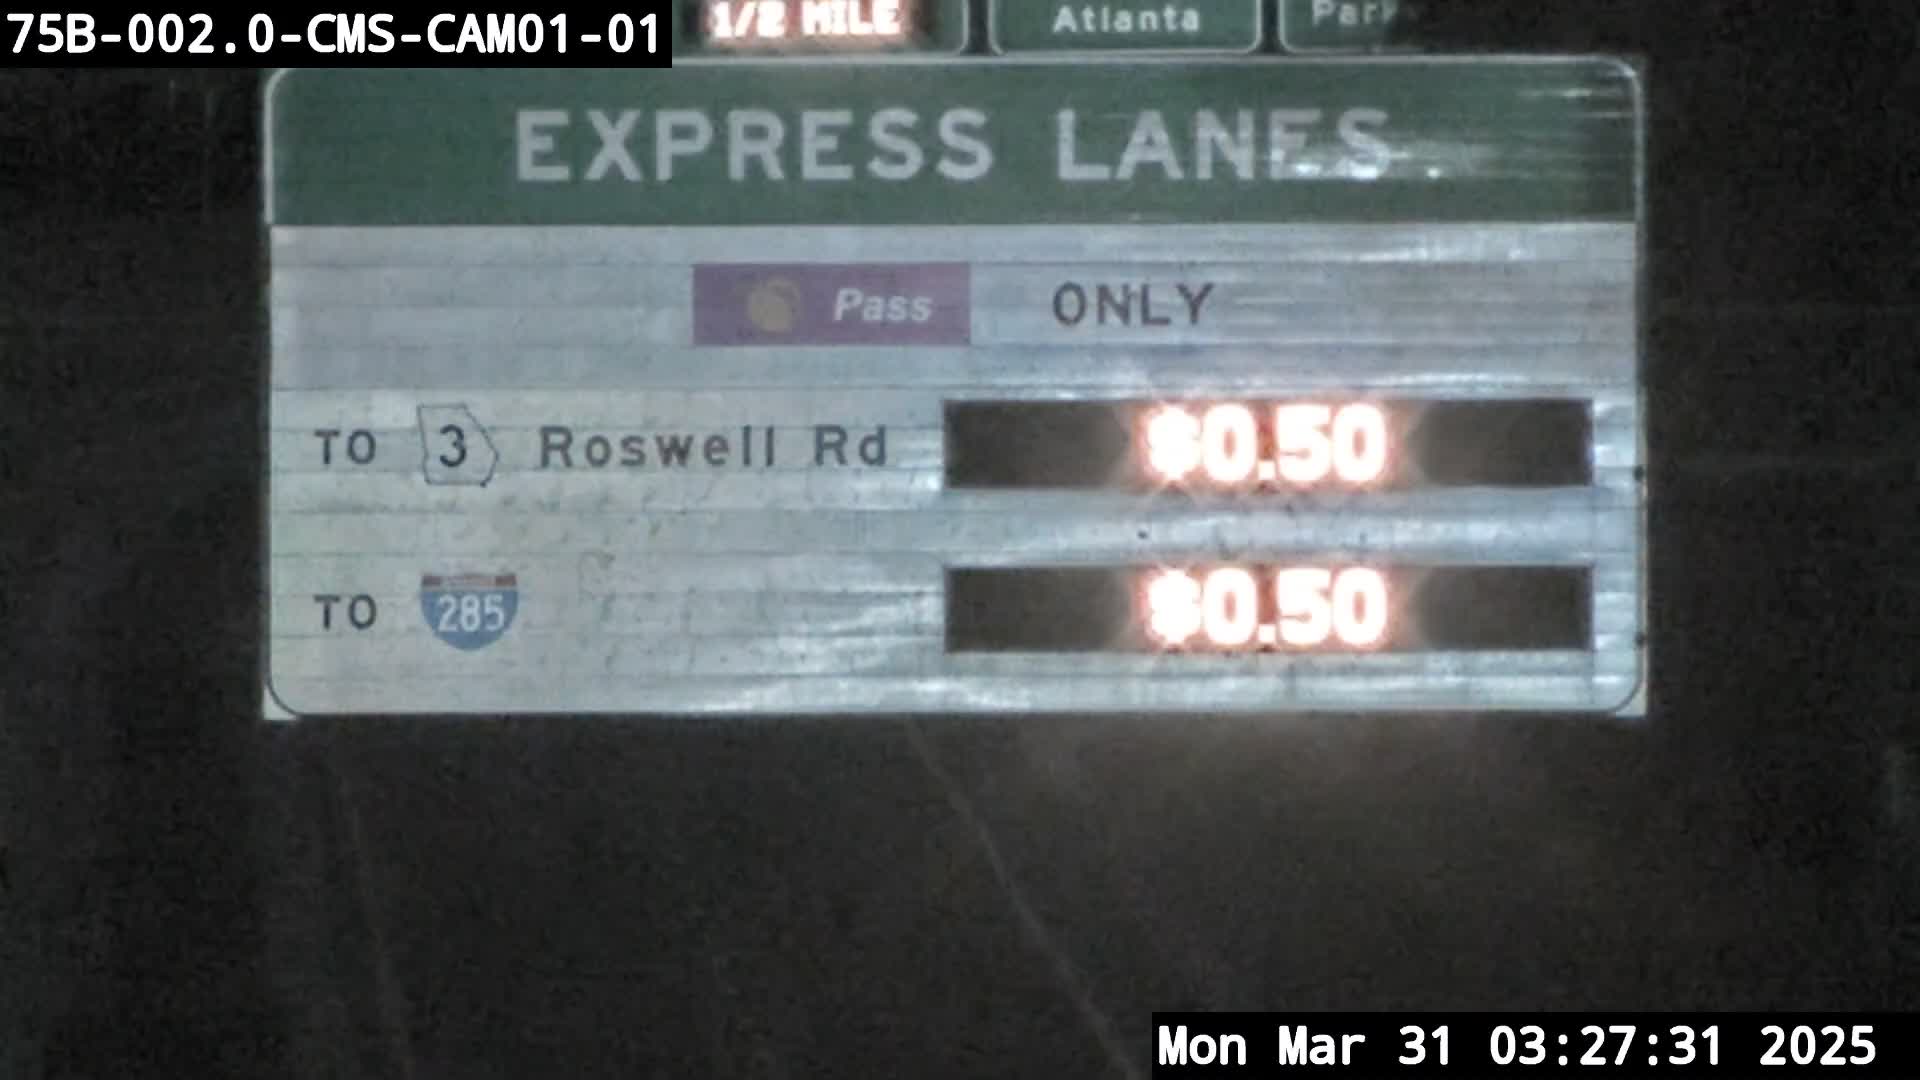 75B-002.0-CMS-CAM01-01
1/2 MILE
Atlanta
EXPRESS LANES
Pass ONLY
TO 3 Roswell Rd $0.50
TO 285 $0.50
Mon Mar 31 03:27:31 2025